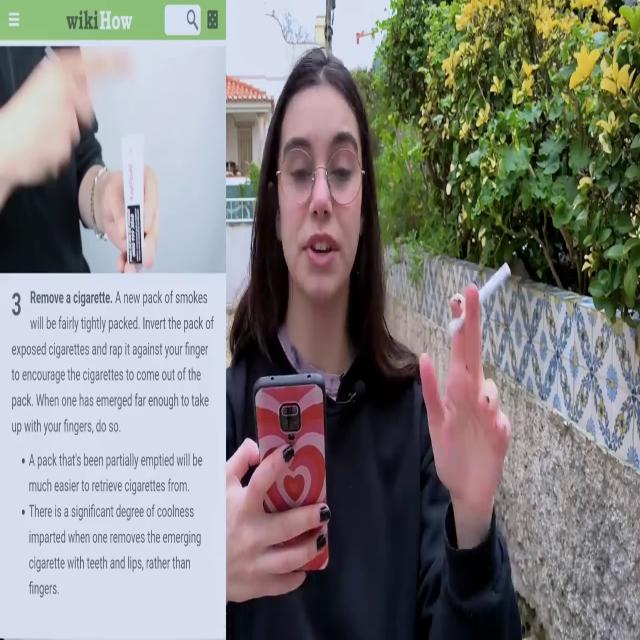 wikiHow
3 Remove a cigarette. A new pack of smokes
will be fairly tightly packed. Invert the pack of
exposed cigarettes and rap it against your finger
to encourage the cigarettes to come out of the
pack. When one has emerged far enough to take
up with your fingers, do so.
• A pack that's been partially emptied will be
much easier to retrieve cigarettes from.
• There is a significant degree of coolness
imparted when one removes the emerging
cigarette with teeth and lips, rather than
fingers.